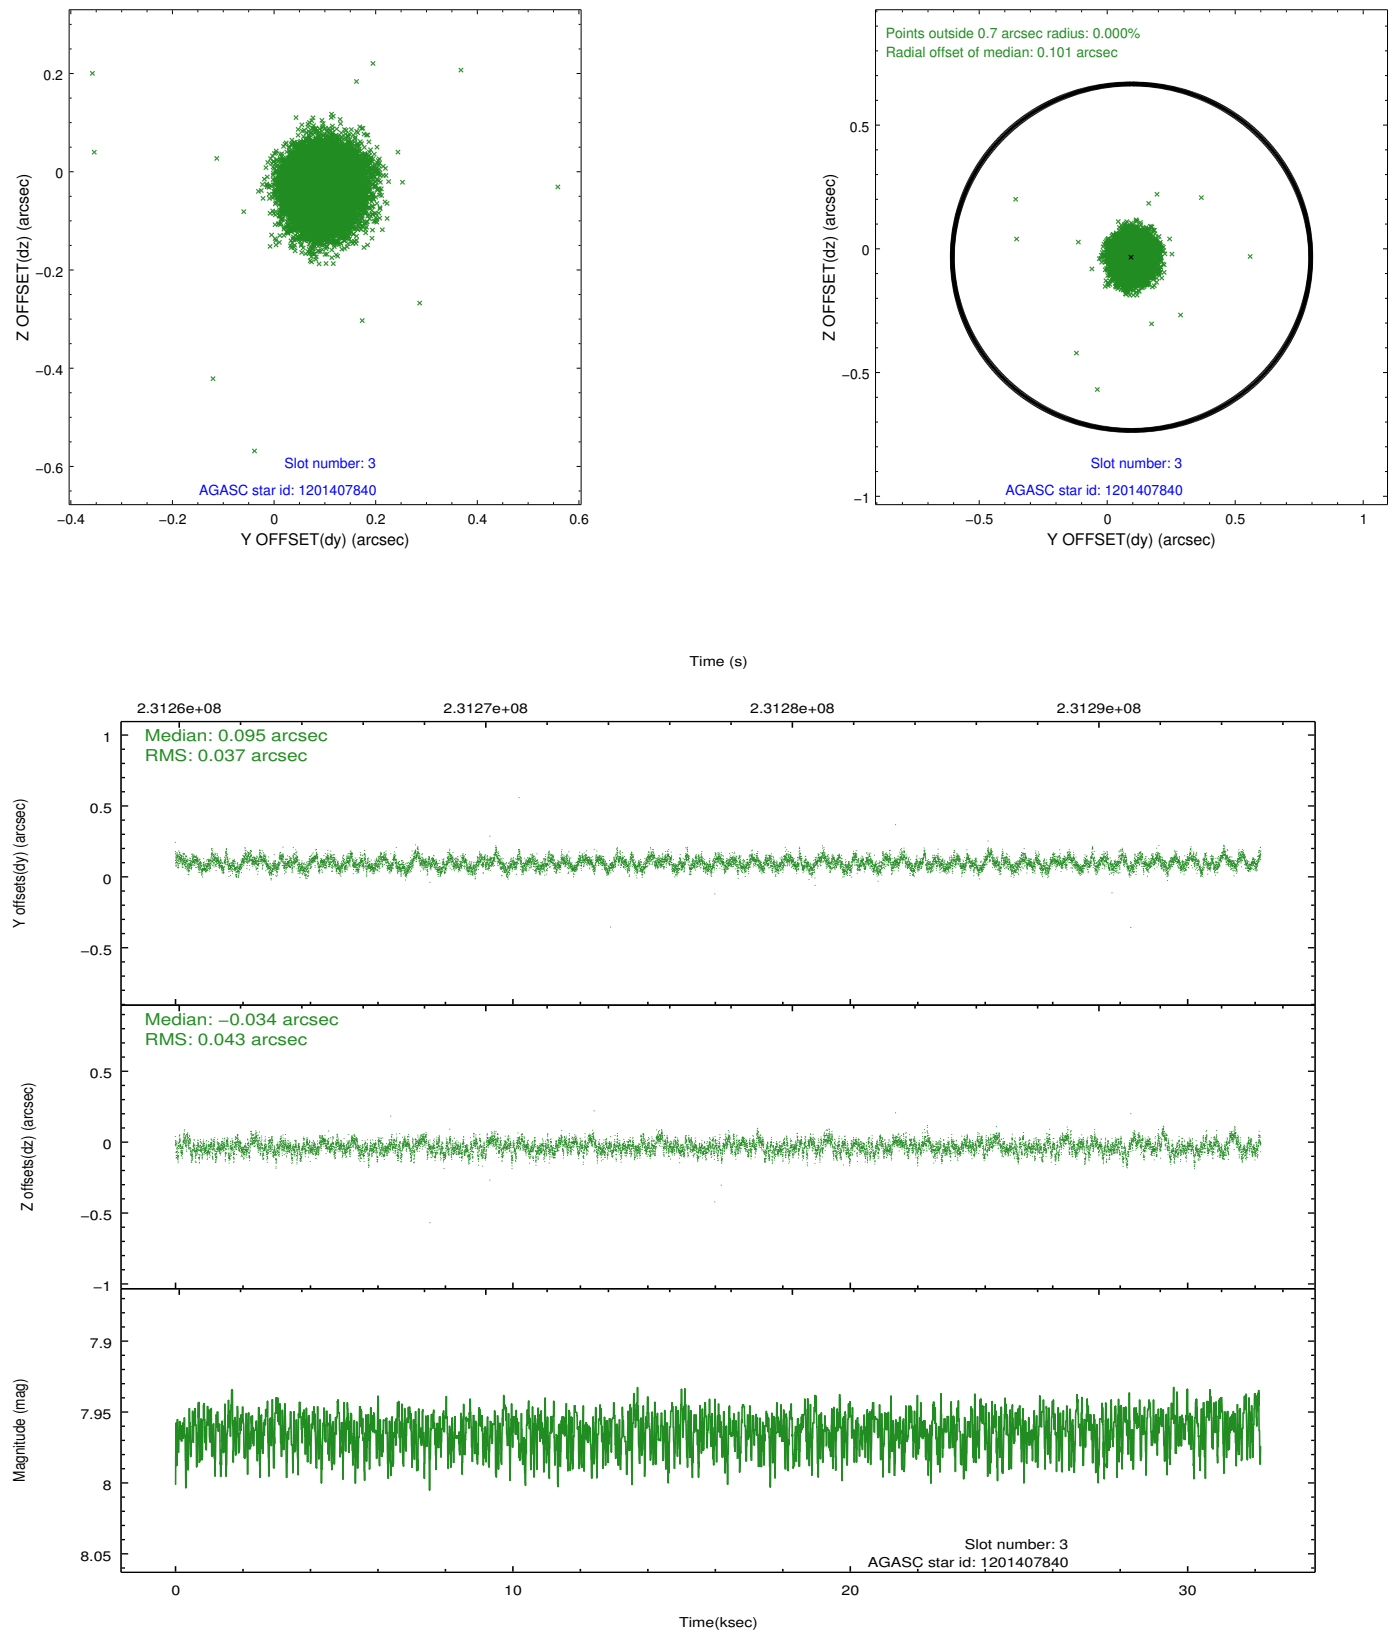 0.2
0
−0.2
−0.4
−0.6
Z OFFSET(dz) (arcsec)
Slot number: 3
AGASC star id: 1201407840
−0.4 −0.2 0 0.2 0.4 0.6
Y OFFSET(dy) (arcsec)
Points outside 0.7 arcsec radius: 0.000%
Radial offset of median: 0.101 arcsec
0.5
0
−0.5
−1
Z OFFSET(dz) (arcsec)
Slot number: 3
AGASC star id: 1201407840
−0.5 0 0.5 1
Y OFFSET(dy) (arcsec)
Time (s)
2.3126e+08 2.3127e+08 2.3128e+08 2.3129e+08
Median: 0.095 arcsec
RMS: 0.037 arcsec
1
0.5
0
−0.5
Y offsets(dy) (arcsec)
Median: −0.034 arcsec
RMS: 0.043 arcsec
0.5
0
−0.5
−1
Z offsets(dz) (arcsec)
7.9
7.95
8
8.05
Magnitude (mag)
Slot number: 3
AGASC star id: 1201407840
0 10 20 30
Time(ksec)